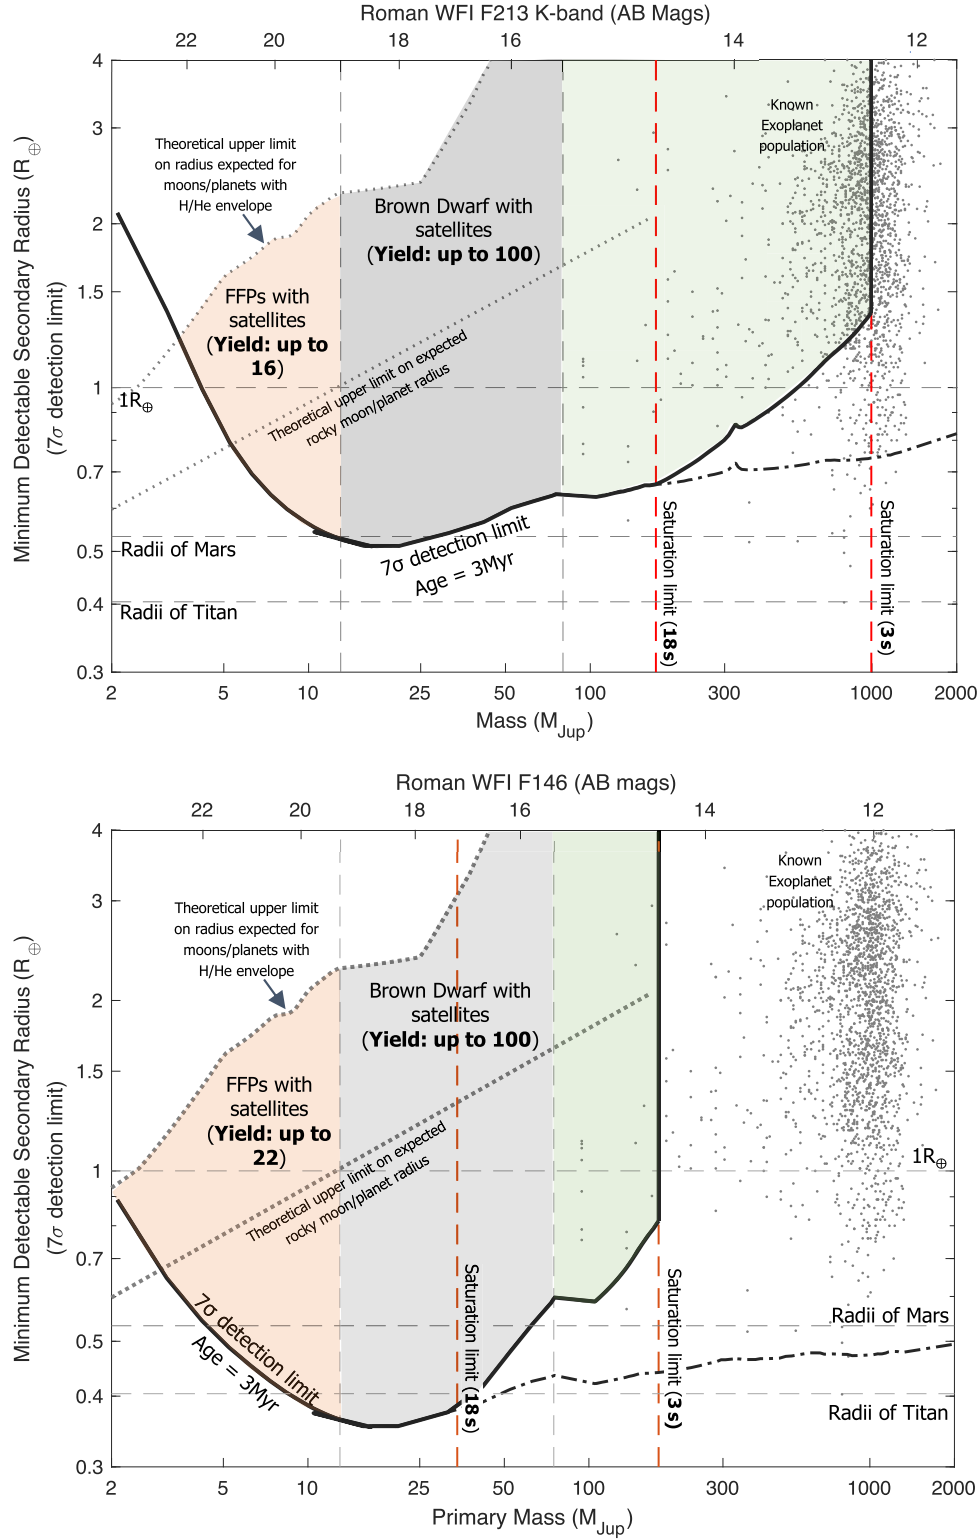 Roman WFI F213 K-band (AB Mags)
22 19 18 16 14 12
Minimum Detectable Secondary Radius (R⊕)
(7σ detection limit)
4
3
2
1.5
1
0.7
0.5
0.4
0.3
Theoretical upper limit
on radius expected for
moons/planets with
H/He envelope
Known
Exoplanet
population
Brown Dwarf with
satellites
(Yield: up to 100)
FFPs with
satellites
(Yield: up to
16)
1R⊕
Theoretical upper limit on expected
rocky moon/planet radius
Radii of Mars
7σ detection limit
Age = 3Myr
Radii of Titan
Saturation limit (18s)
Saturation limit (3s)
2 5 10 25 50 100 300 1000 2000
Mass (MJup)
Roman WFI F146 (AB mags)
22 19 18 16 14 12
Minimum Detectable Secondary Radius (R⊕)
(7σ detection limit)
4
3
2
1.5
1
0.7
0.5
0.4
0.3
Known
Exoplanet
population
Theoretical upper limit
on radius expected for
moons/planets with
H/He envelope
Brown Dwarf with
satellites
(Yield: up to 100)
FFPs with
satellites
(Yield: up to
22)
1R⊕
Theoretical upper limit on expected
rocky moon/planet radius
7σ detection limit
Age = 3Myr
Saturation limit (18s)
Saturation limit (3s)
Radii of Mars
Radii of Titan
2 5 10 25 50 100 300 1000 2000
Primary Mass (MJup)